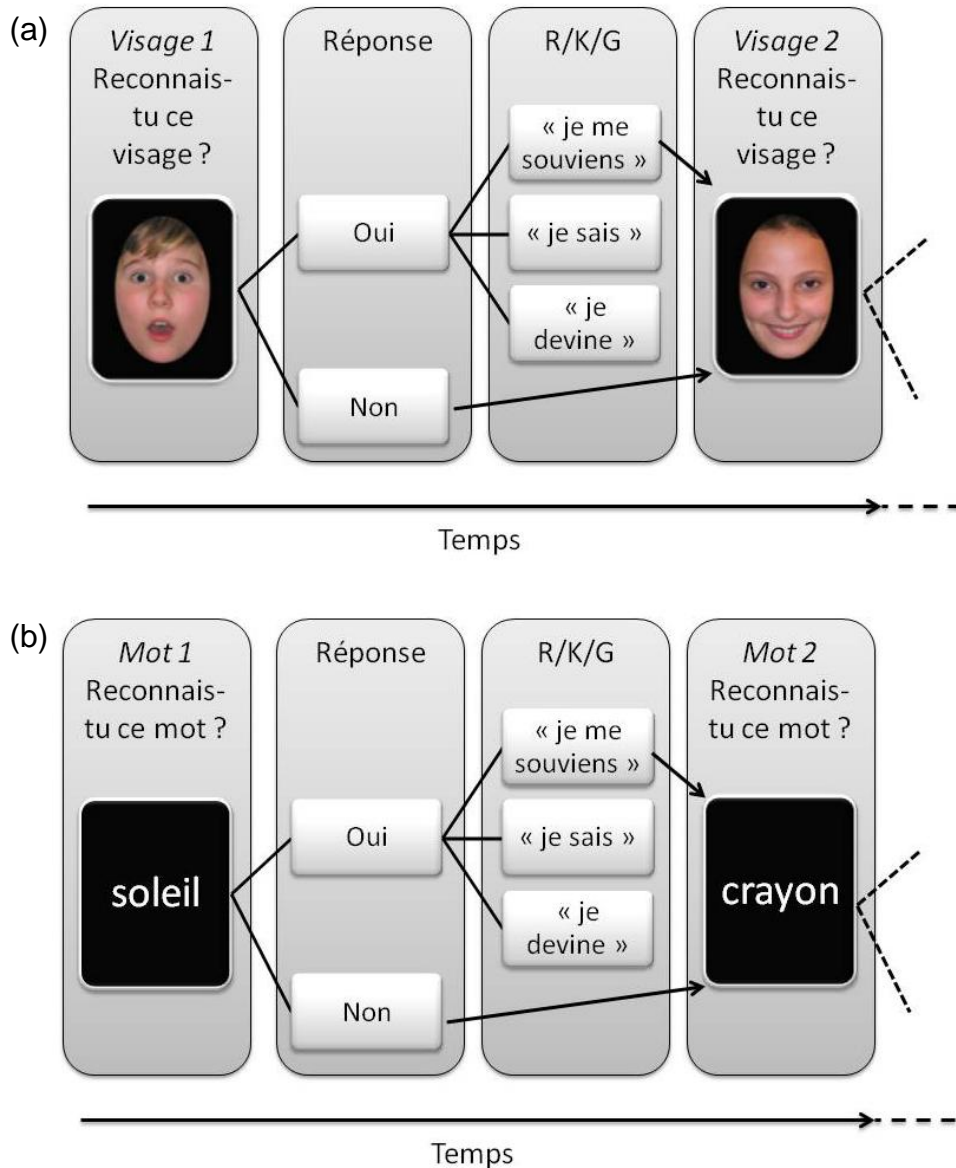 (a)
Visage 1
Reconnais-
tu ce
visage ?
Réponse
Oui
Non
R/K/G
« je me
souviens »
« je sais »
« je
devine »
Visage 2
Reconnais-
tu ce
visage ?
Temps
(b)
Mot 1
Reconnais-
tu ce mot ?
soleil
Réponse
Oui
Non
R/K/G
« je me
souviens »
« je sais »
« je
devine »
Mot 2
Reconnais-
tu ce mot ?
crayon
Temps